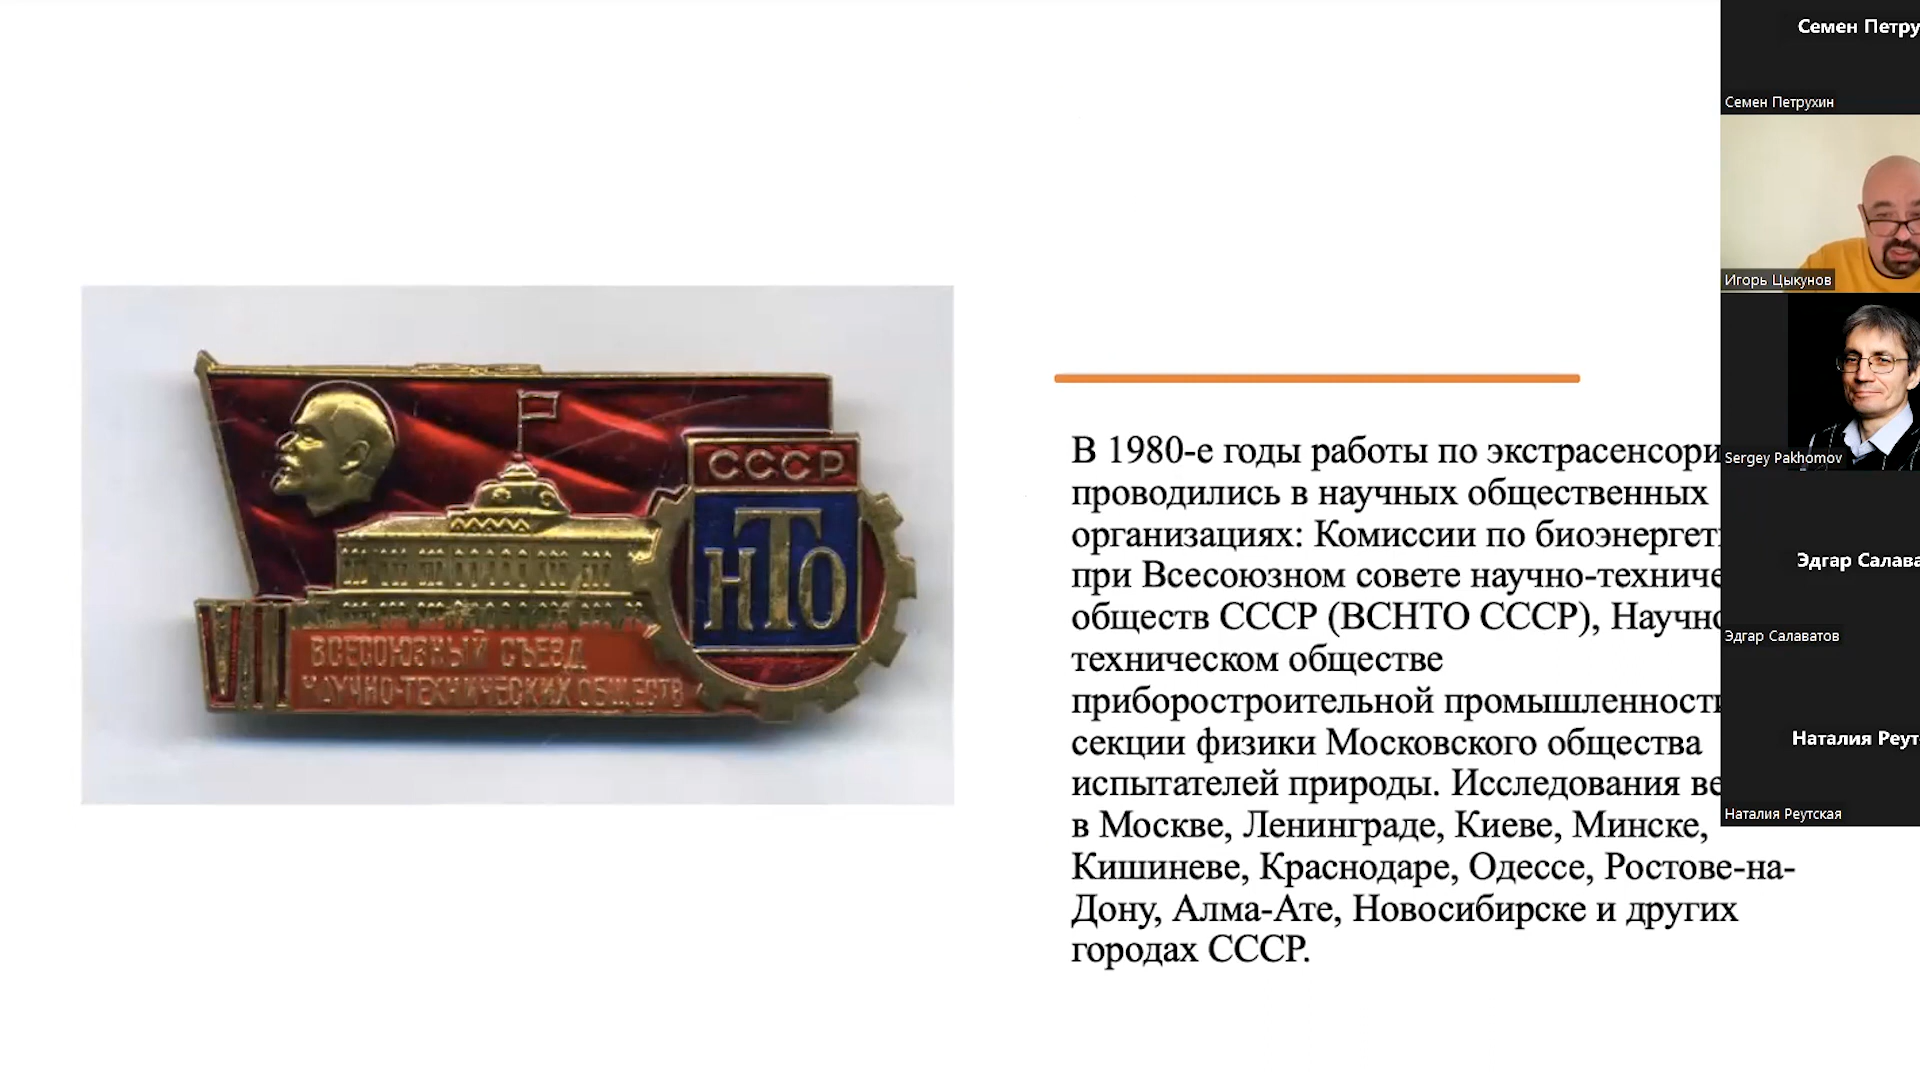 СССР
НТО
VII
ВСЕСОЮЗНЫЙ СЪЕЗД
НАУЧНО-ТЕХНИЧЕСКИХ ОБЩЕСТВ
В 1980-е годы работы по экстрасенсори
проводились в научных общественных
организациях: Комиссии по биоэнергет
при Всесоюзном совете научно-техниче
обществ СССР (ВСНТО СССР), Научно
техническом обществе
приборостроительной промышленност
секции физики Московского общества
испытателей природы. Исследования ве
в Москве, Ленинграде, Киеве, Минске,
Кишиневе, Краснодаре, Одессе, Ростове-на-
Дону, Алма-Ате, Новосибирске и других
городах СССР.
Семен Петру
Семен Петрухин
Игорь Цыкунов
Sergey Pakhomov
Эдгар Салава
Эдгар Салаватов
Наталия Реут
Наталия Реутская